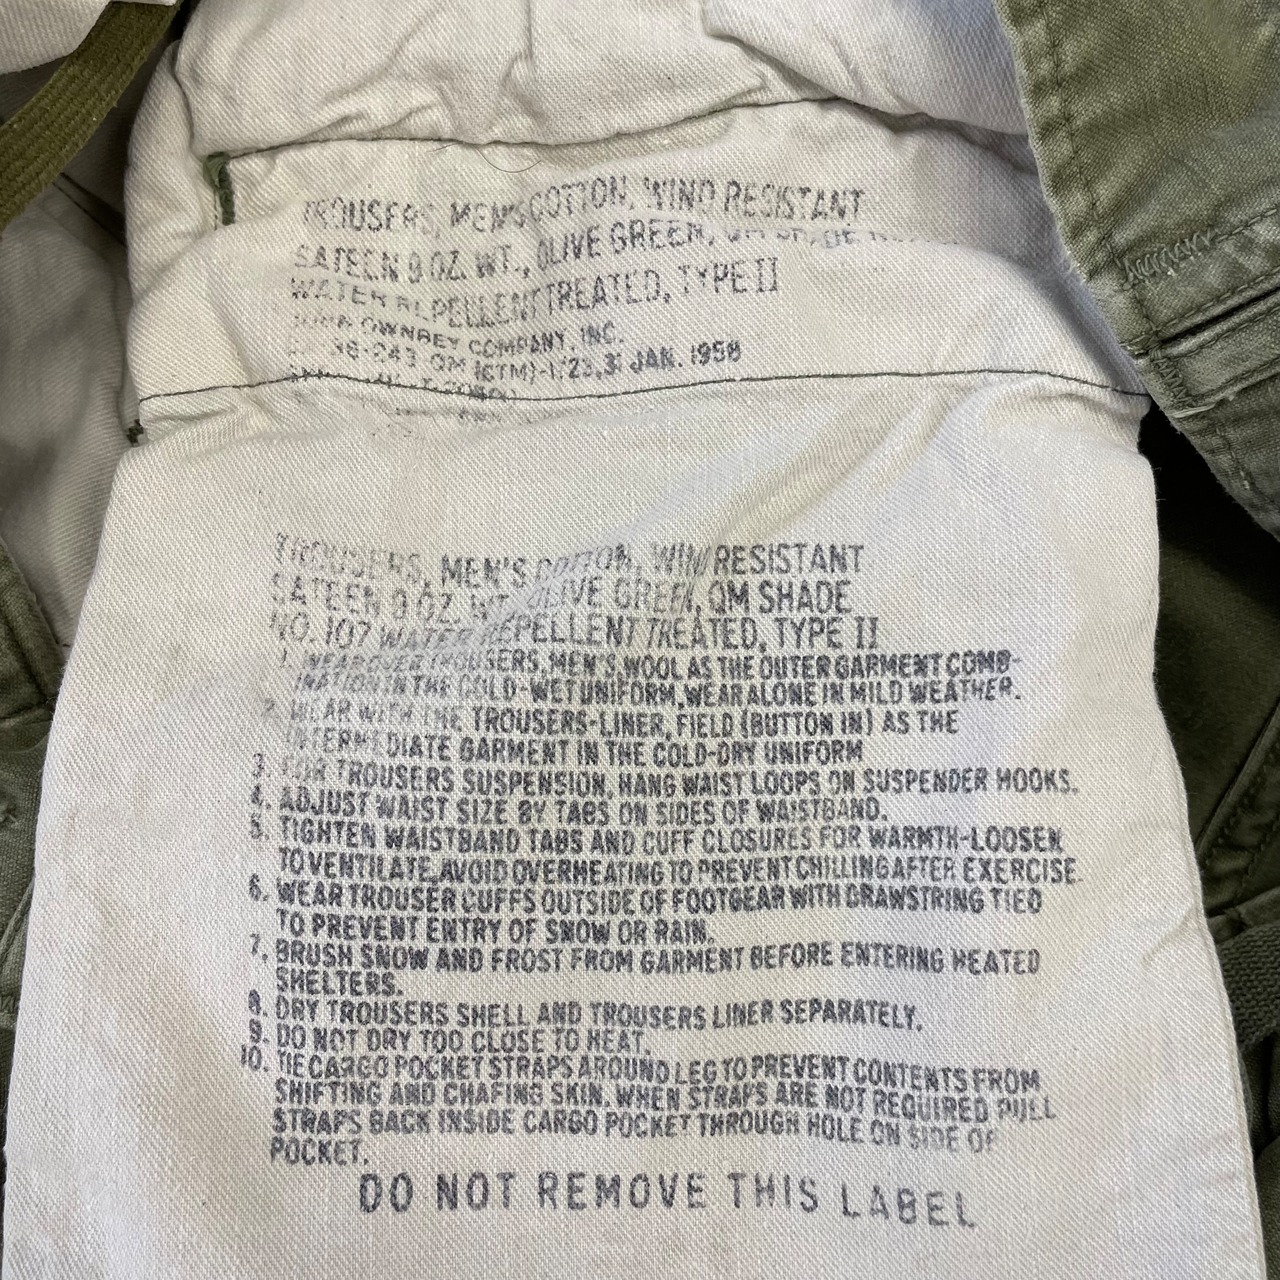 TROUSERS, MEN'S COTTON, WIND RESISTANT
SATEEN 9 OZ. WT., OLIVE GREEN, QM SHADE
WATER REPELLENT TREATED, TYPE II
OWNBEY COMPANY, INC.
QM (CTM)- 31 JAN. 1958
TROUSERS, MEN'S COTTON, WIND RESISTANT
SATEEN 9 OZ. WT., OLIVE GREEN, QM SHADE
NO. 107 WATER REPELLENT TREATED, TYPE II
1. WEAR OVER TROUSERS, MEN'S, WOOL AS THE OUTER GARMENT COMB-
INATION IN THE COLD-WET UNIFORM, WEAR ALONE IN MILD WEATHER.
2. WEAR WITH THE TROUSERS-LINER, FIELD (BUTTON IN) AS THE
INTERMEDIATE GARMENT IN THE COLD-DRY UNIFORM
3. FOR TROUSERS SUSPENSION, HANG WAIST LOOPS ON SUSPENDER HOOKS.
4. ADJUST WAIST SIZE BY TABS ON SIDES OF WAISTBAND.
5. TIGHTEN WAISTBAND TABS AND CUFF CLOSURES FOR WARMTH-LOOSEN
TO VENTILATE. AVOID OVERHEATING TO PREVENT CHILLING AFTER EXERCISE.
6. WEAR TROUSER CUFFS OUTSIDE OF FOOTGEAR WITH DRAWSTRING TIED
TO PREVENT ENTRY OF SNOW OR RAIN.
7. BRUSH SNOW AND FROST FROM GARMENT BEFORE ENTERING HEATED
SHELTERS.
8. DRY TROUSERS SHELL AND TROUSERS LINER SEPARATELY.
9. DO NOT DRY TOO CLOSE TO HEAT.
10. TIE CARGO POCKET STRAPS AROUND LEG TO PREVENT CONTENTS FROM
SHIFTING AND CHAFING SKIN. WHEN STRAPS ARE NOT REQUIRED PULL
STRAPS BACK INSIDE CARGO POCKET THROUGH HOLE ON SIDE OF
POCKET.
DO NOT REMOVE THIS LABEL